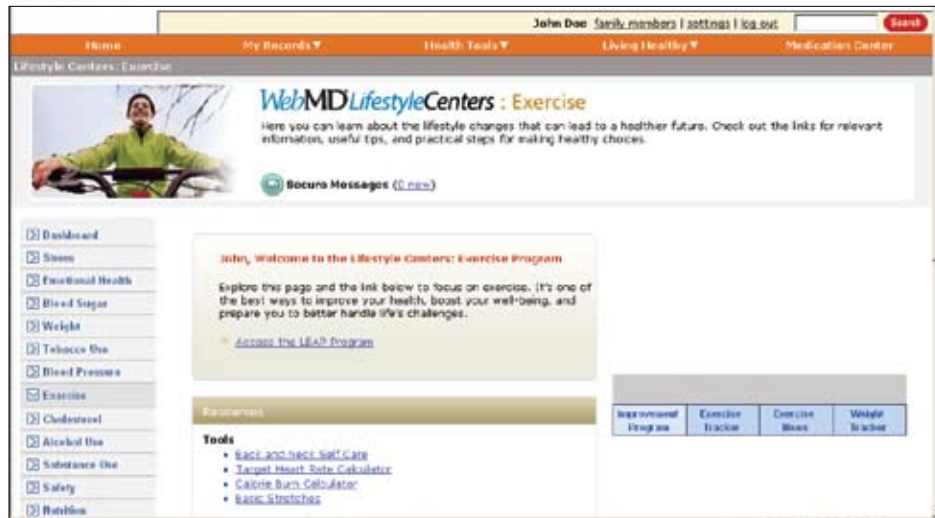 John Doe family members | settings | log out Search
Home My Records▼ Health Tools▼ Living Healthy▼ Medication Center
Lifestyle Centers: Exercise
WebMD LifestyleCenters : Exercise
Here you can learn about the lifestyle changes that can lead to a healthier future. Check out the links for relevant
information, useful tips, and practical steps for making healthy choices.
Secure Messages (0 new)
Dashboard
Stress
Emotional Health
Blood Sugar
Weight
Tobacco Use
Blood Pressure
Exercise
Cholesterol
Alcohol Use
Substance Use
Safety
Nutrition
John, Welcome to the Lifestyle Centers: Exercise Program
Explore this page and the link below to focus on exercise. It's one of
the best ways to improve your health, boost your well-being, and
prepare you to better handle life's challenges.
Access the LEAP Program
Resources
Tools
• Back and Neck Self Care
• Target Heart Rate Calculator
• Calorie Burn Calculator
• Basic Stretches
Improvement Exercise Exercise Weight
Program Tracker News Tracker